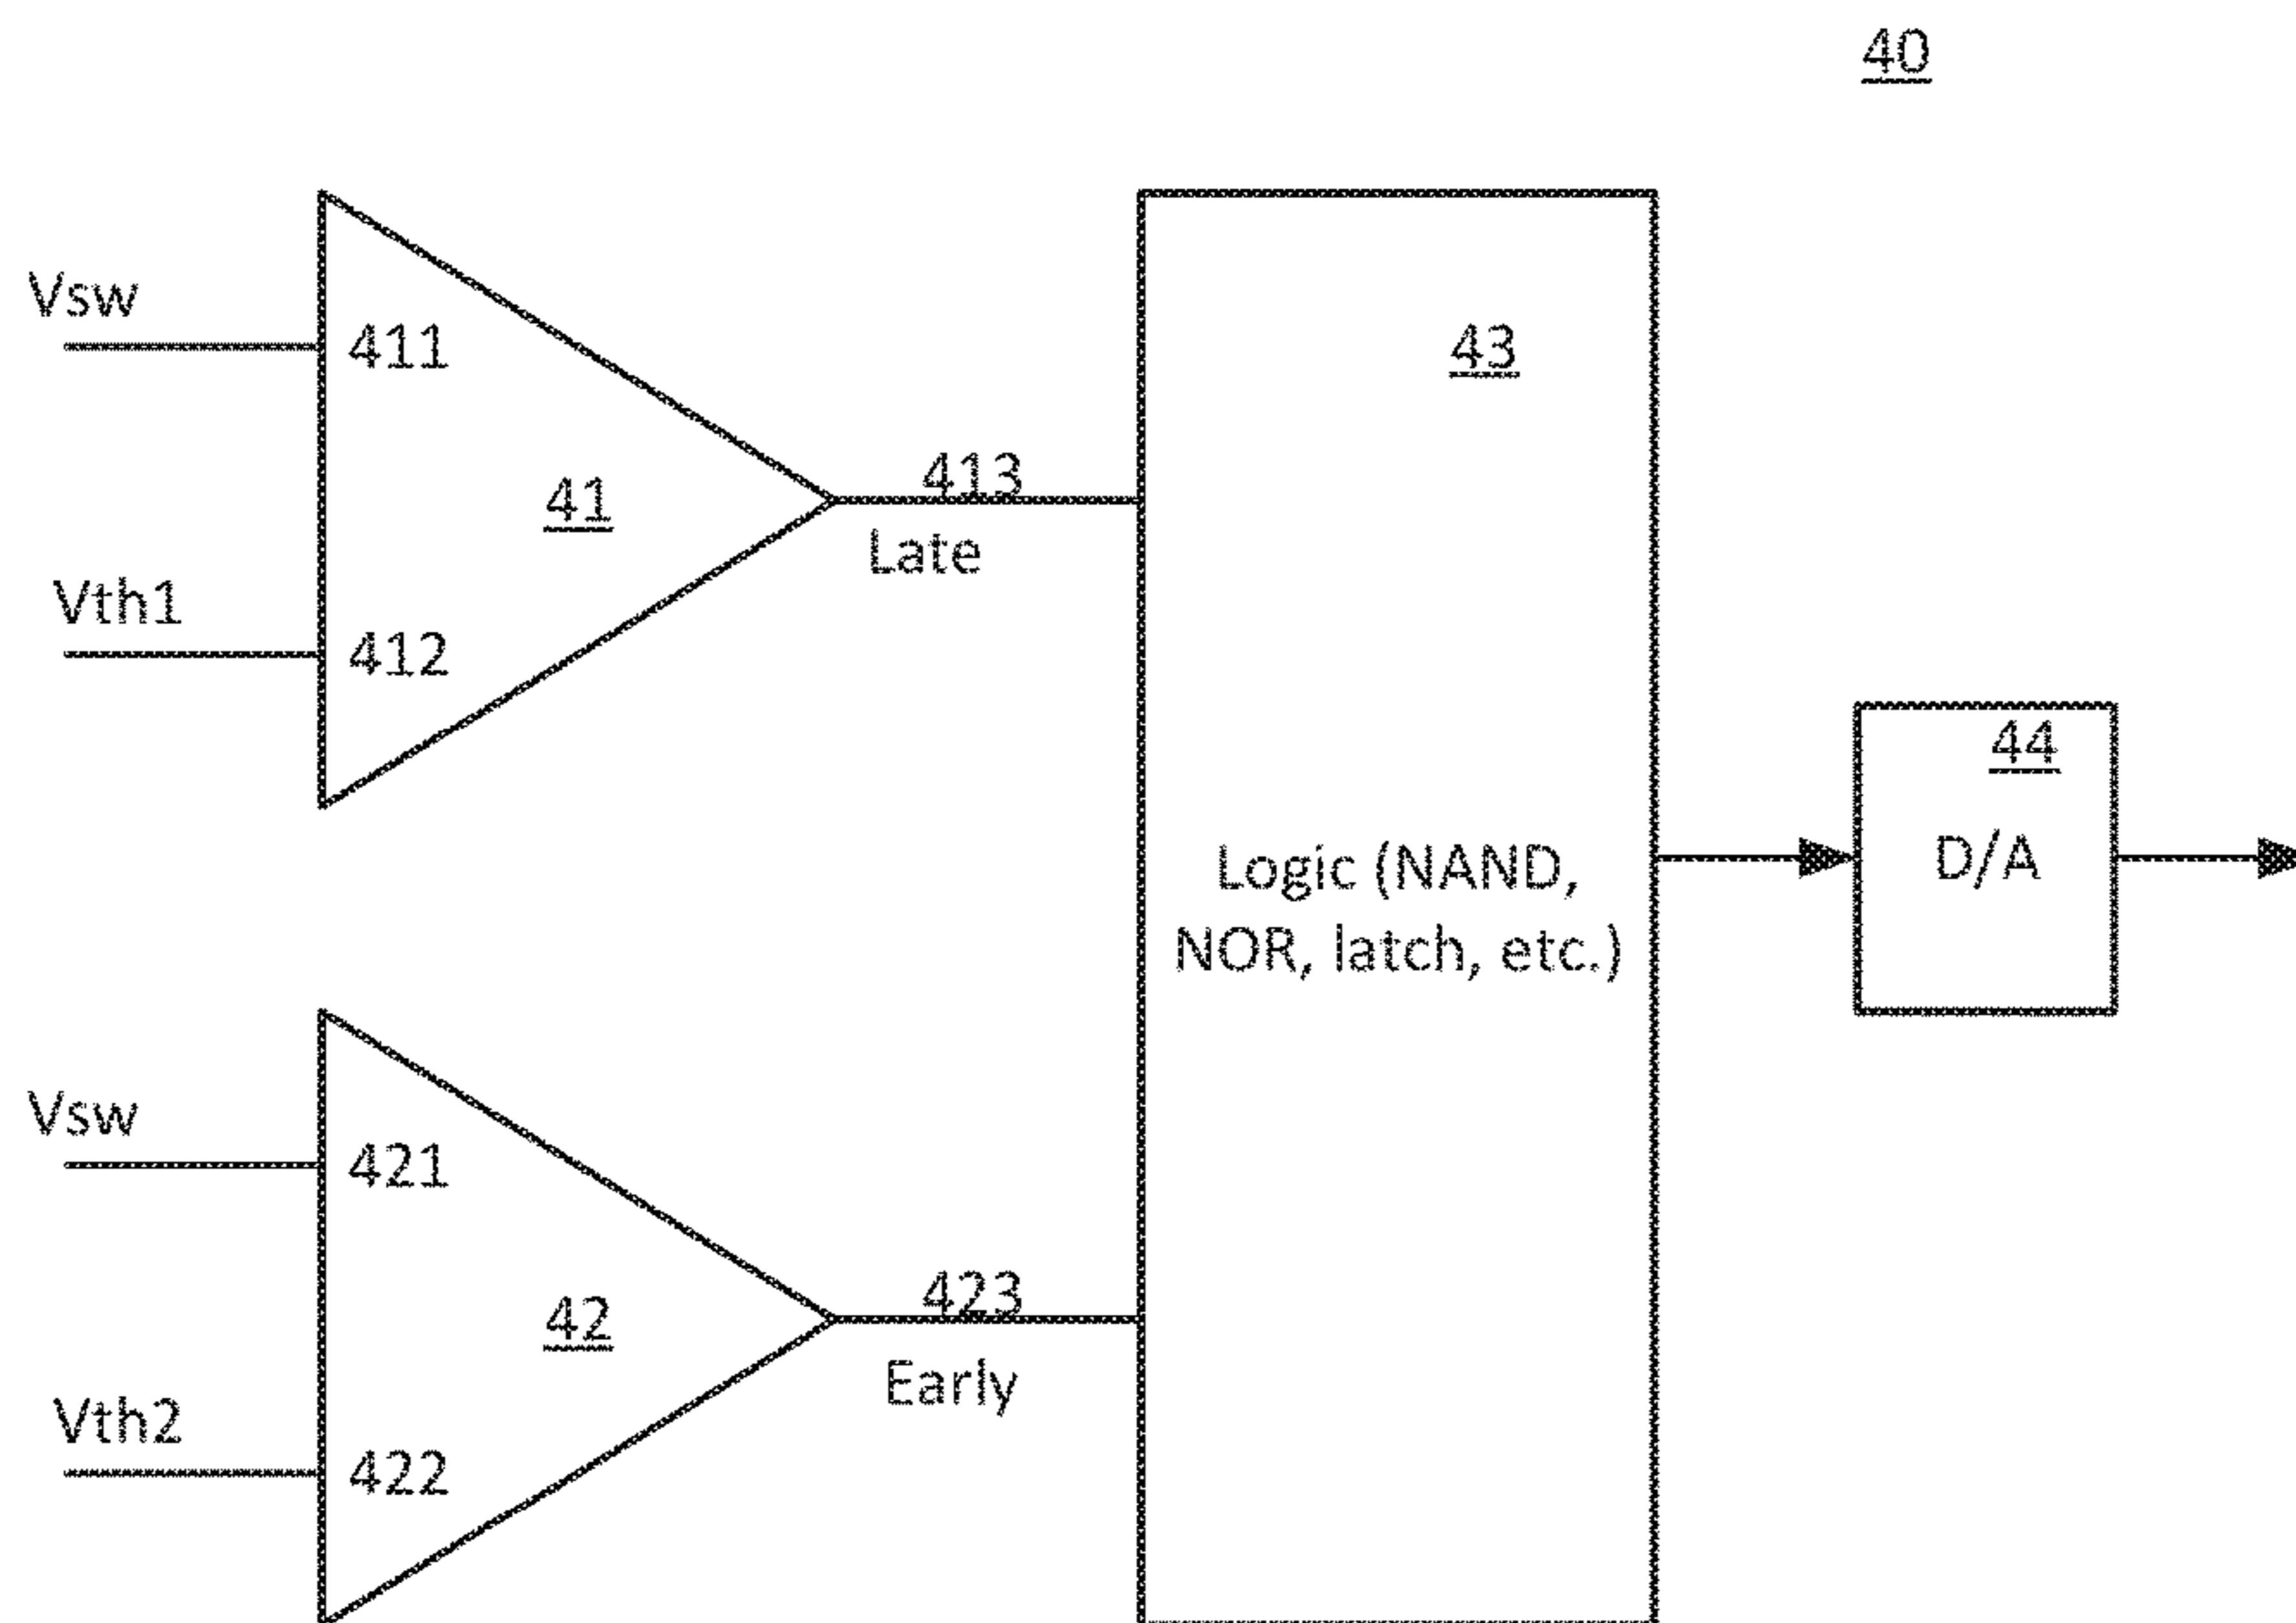 40
Vsw
411
43
413
41
Late
Vth1
412
44
D/A
Logic (NAND,
NOR, latch, etc.)
Vsw
421
423
42
Early
Vth2
422